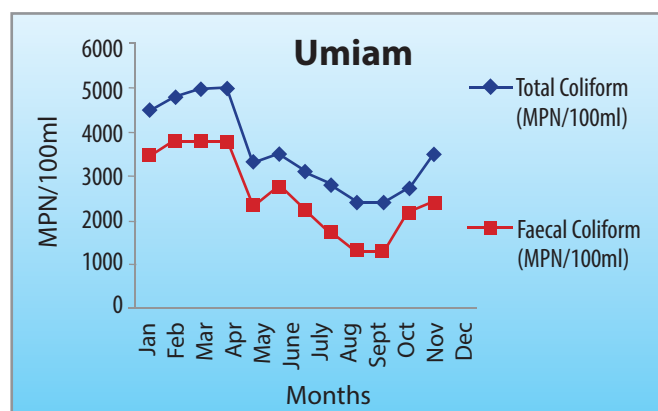 Umiam
6000
5000
4000
3000
2000
1000
0
MPN/100ml
Jan
Feb
Mar
Apr
May
June
July
Aug
Sept
Oct
Nov
Dec
Months
Total Coliform
(MPN/100ml)
Faecal Coliform
(MPN/100ml)